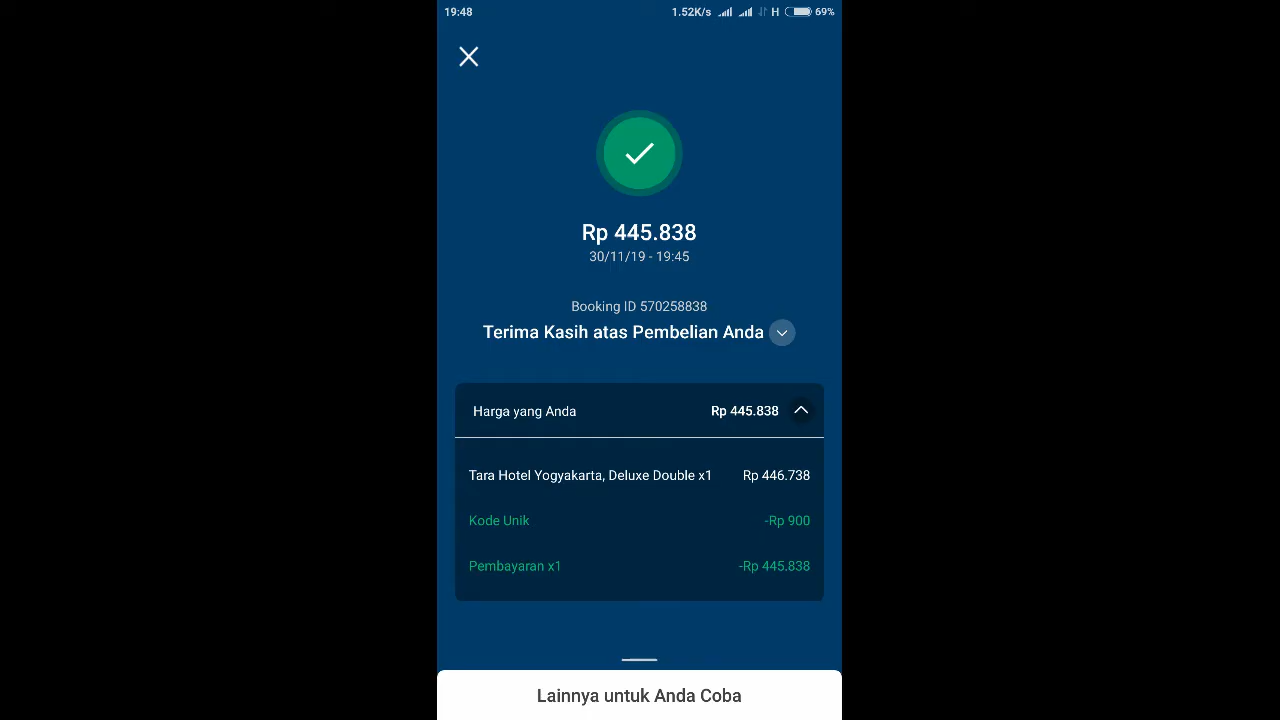 19:48 1.52K/s H 69%
Rp 445.838
30/11/19 - 19:45
Booking ID 570258838
Terima Kasih atas Pembelian Anda
Harga yang Anda Rp 445.838
Tara Hotel Yogyakarta, Deluxe Double x1 Rp 446.738
Kode Unik -Rp 900
Pembayaran x1 -Rp 445.838
Lainnya untuk Anda Coba